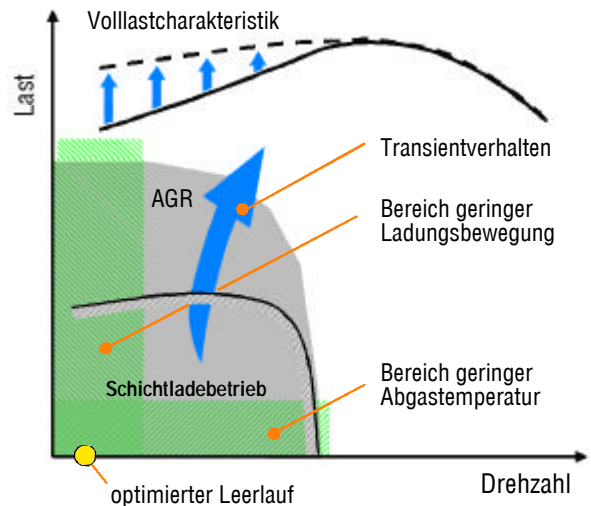 Volllastcharakteristik
Last
Transientverhalten
AGR
Bereich geringer
Ladungsbewegung
Schichtladebetrieb
Bereich geringer
Abgastemperatur
Drehzahl
optimierter Leerlauf